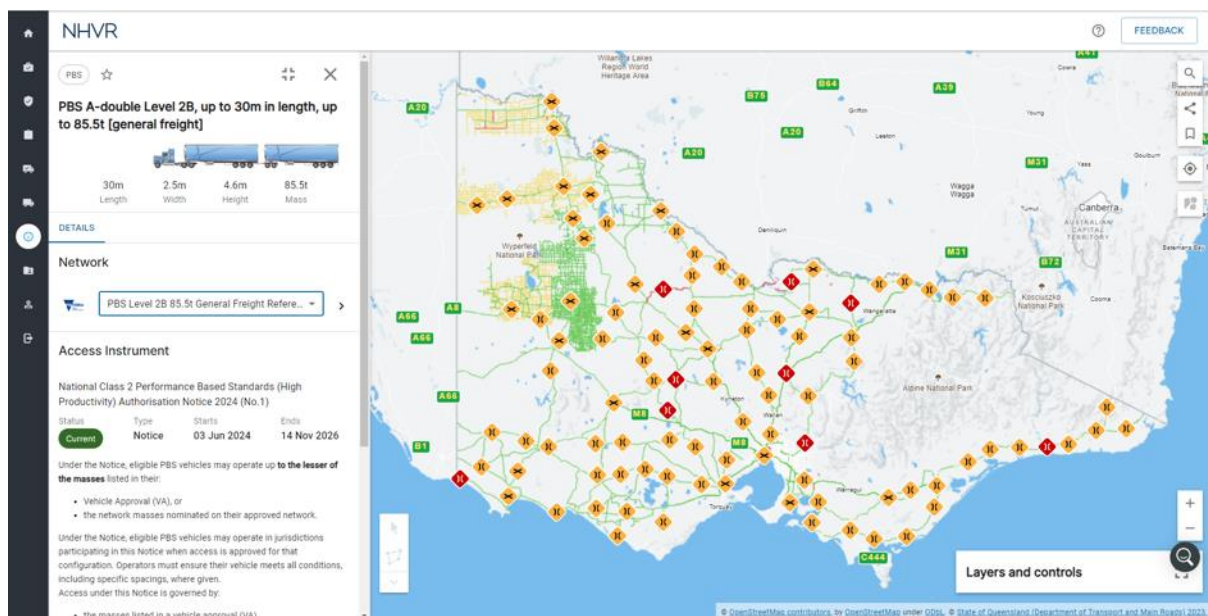 NHVR
FEEDBACK
PBS
PBS A-double Level 2B, up to 30m in length, up
to 85.5t [general freight]
30m 2.5m 4.6m 85.5t
Length Width Height Mass
DETAILS
Network
PBS Level 2B 85.5t General Freight Refere...
Access Instrument
National Class 2 Performance Based Standards (High
Productivity) Authorisation Notice 2024 (No.1)
Status Type Starts Ends
Current Notice 03 Jun 2024 14 Nov 2026
Under the Notice, eligible PBS vehicles may operate up to the lesser of
the masses listed in their:
• Vehicle Approval (VA), or
• the network masses nominated on their approved network.
Under the Notice, eligible PBS vehicles may operate in jurisdictions
participating in this Notice when access is approved for that
configuration. Operators must ensure their vehicle meets all conditions,
including specific spacings, where given.
Access under this Notice is governed by:
• the masses listed in a vehicle approval (VA)
Willandra Lakes
Region World
Heritage Area
A41
Cowra
B64
A39
B75
Griffith
Young
A20
A20
Leeton
A20
M31
Yass
Goulburn
Wagga
Wagga
Tumut
Canberra
AUSTRALIAN
CAPITAL
TERRITORY
Deniliquin
Batemans Bay
Wyperfeld
National Park
M31
B72
Kosciuszko
National Park
Cooma
A8
A66
A66
Wangaratta
Alpine National Park
A66
Kyneton
M8
Wallan
B1
M8
Warragul
Torquay
C444
Layers and controls
© OpenStreetMap contributors, by OpenStreetMap under ODbL, © State of Queensland (Department of Transport and Main Roads) 2023,